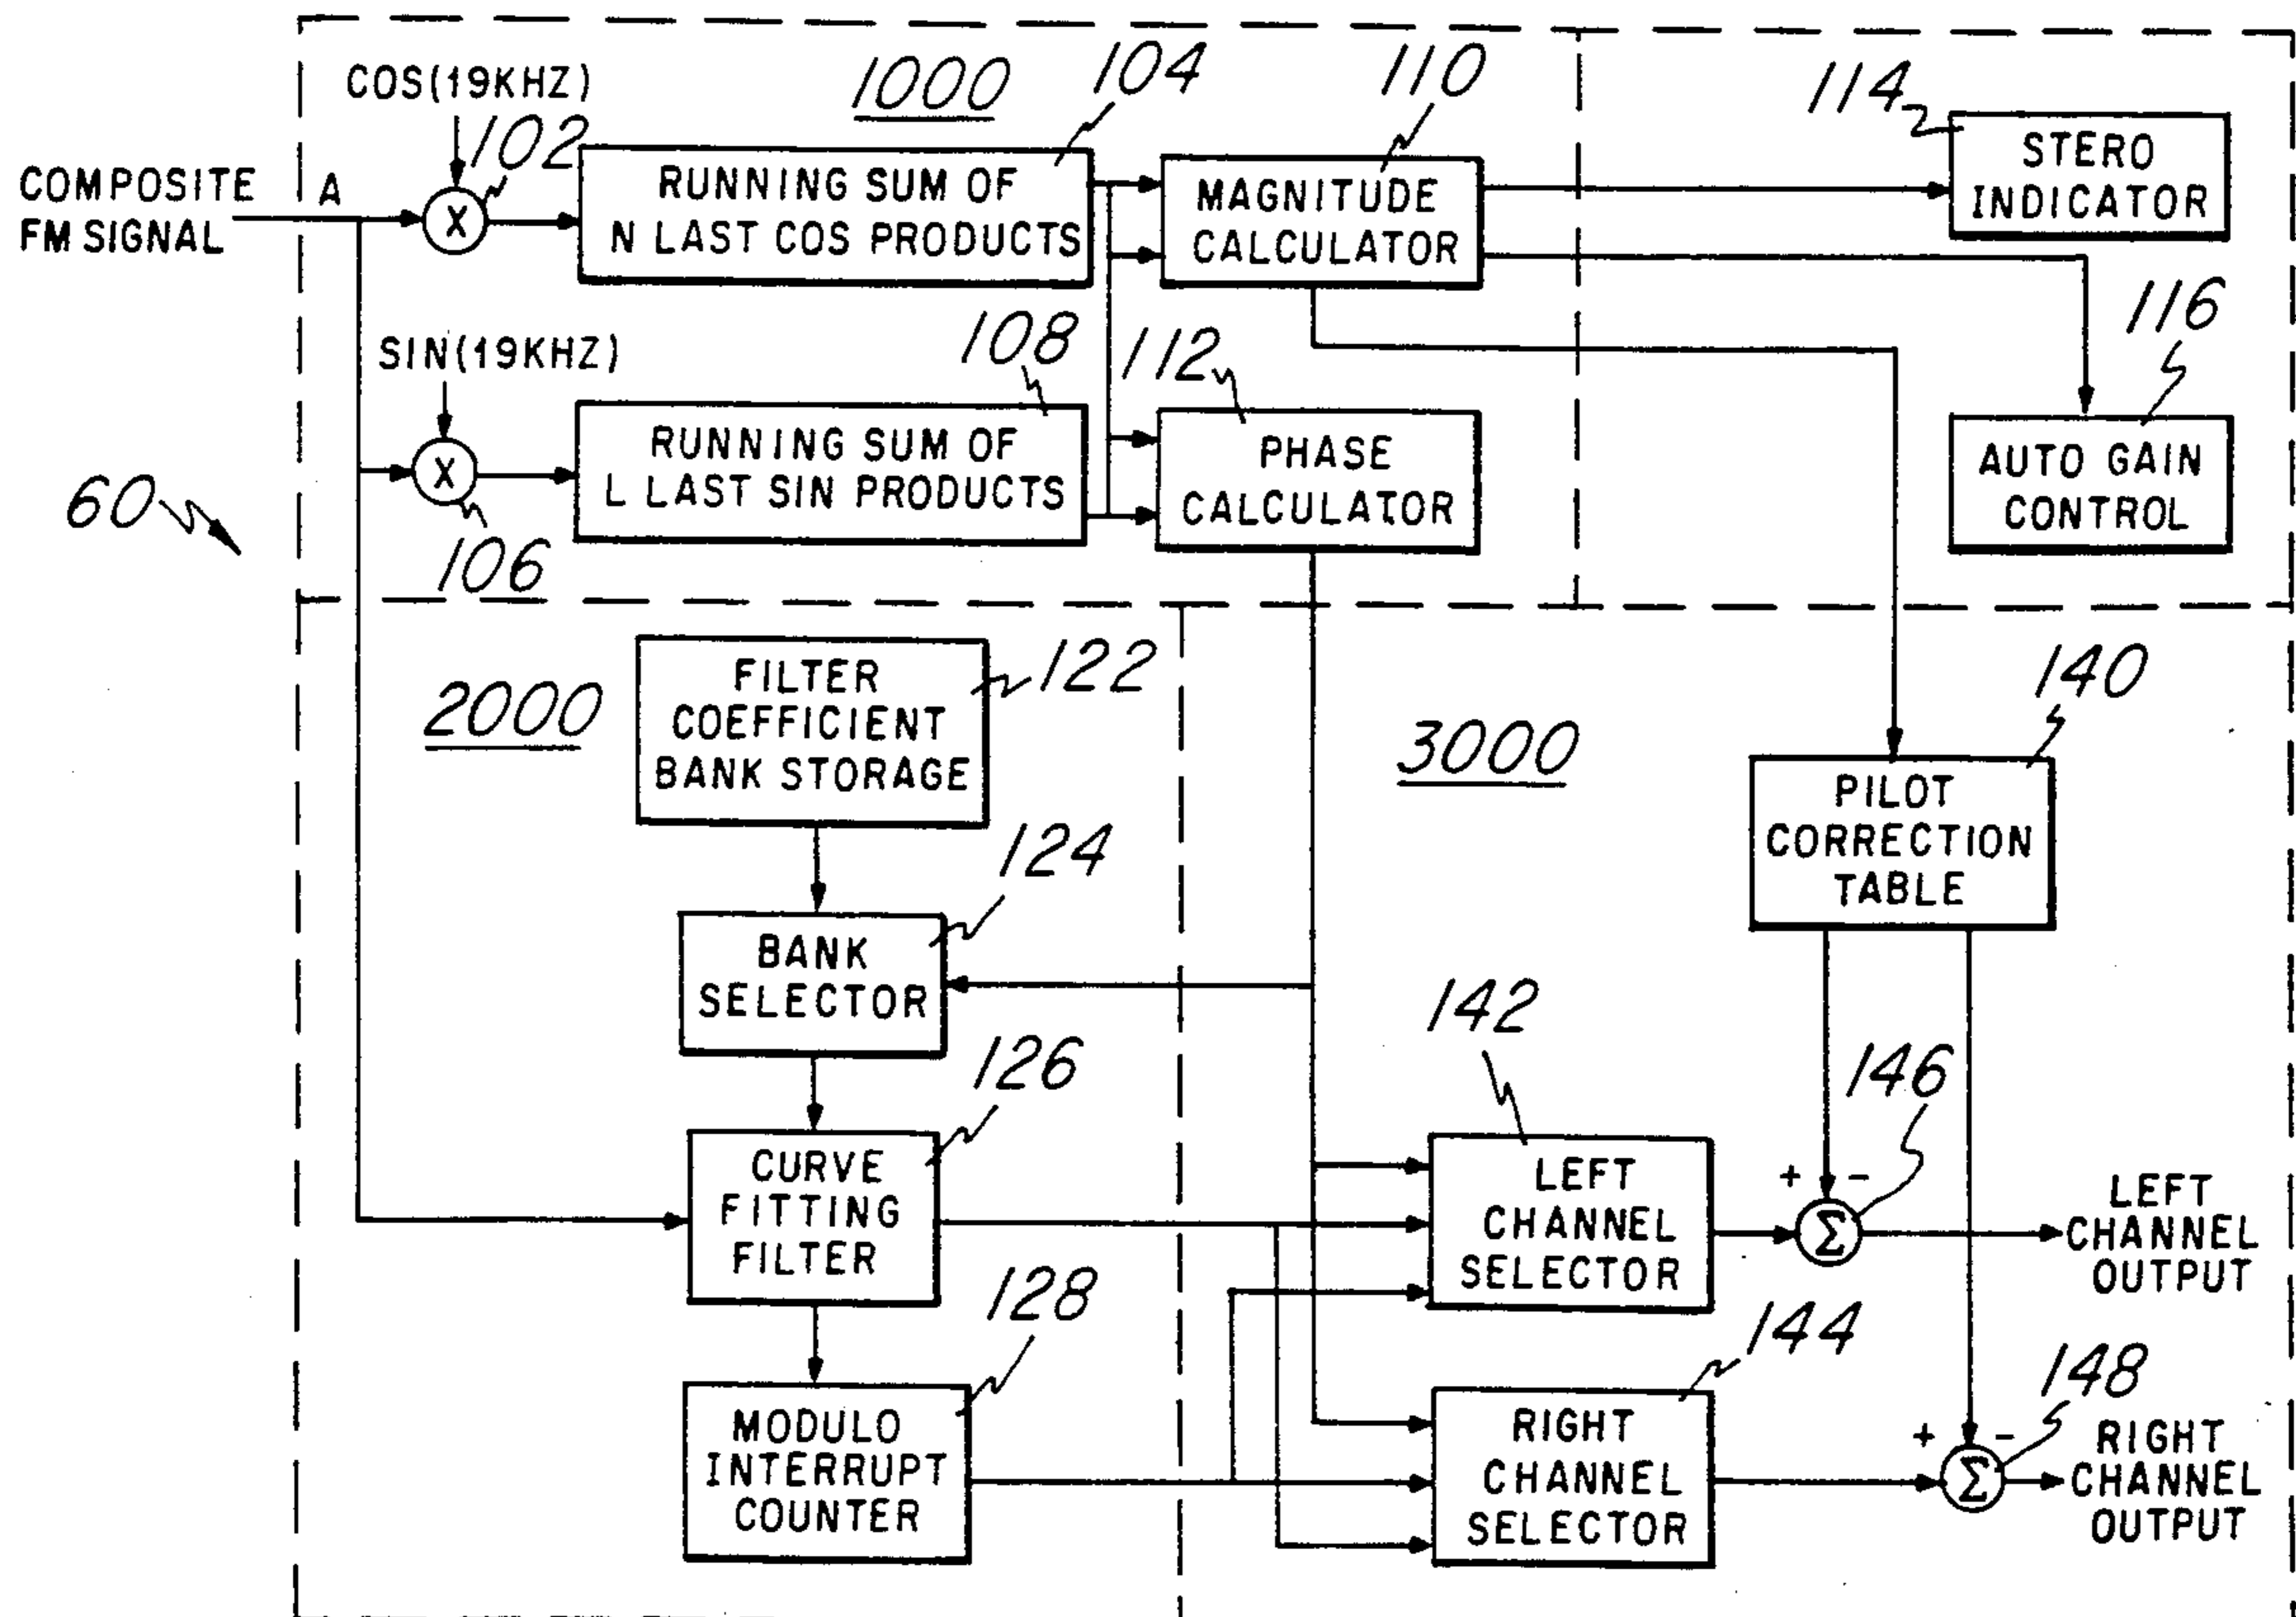 COS(19KHZ)
1000
104
110
114
STERO
INDICATOR
102
COMPOSITE
FM SIGNAL
A
X
RUNNING SUM OF
N LAST COS PRODUCTS
MAGNITUDE
CALCULATOR
116
SIN(19KHZ)
108
112
AUTO GAIN
CONTROL
60
X
106
RUNNING SUM OF
L LAST SIN PRODUCTS
PHASE
CALCULATOR
2000
FILTER
COEFFICIENT
BANK STORAGE
122
3000
140
PILOT
CORRECTION
TABLE
124
BANK
SELECTOR
126
CURVE
FITTING
FILTER
142
LEFT
CHANNEL
SELECTOR
146
+ -
Σ
LEFT
CHANNEL
OUTPUT
128
MODULO
INTERRUPT
COUNTER
144
RIGHT
CHANNEL
SELECTOR
148
+ -
Σ
RIGHT
CHANNEL
OUTPUT